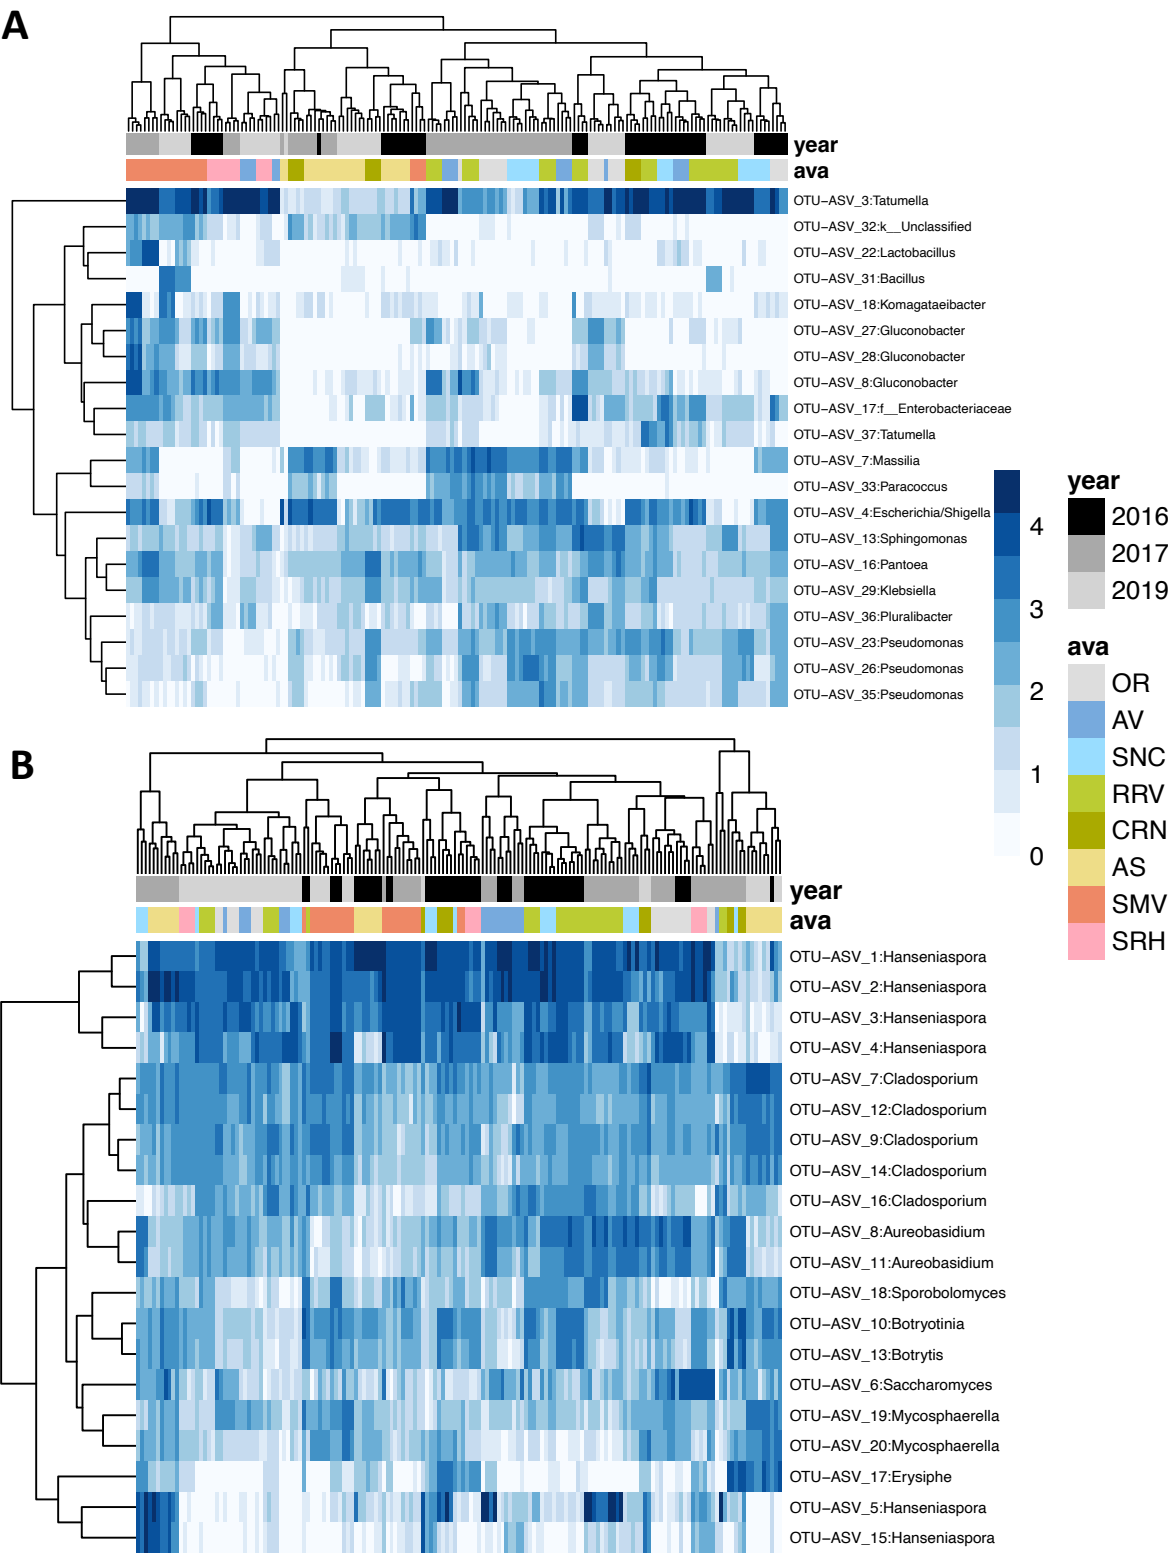 A
year
ava
OTU−ASV_3:Tatumella
OTU−ASV_32:k__Unclassified
OTU−ASV_22:Lactobacillus
OTU−ASV_31:Bacillus
OTU−ASV_18:Komagataeibacter
OTU−ASV_27:Gluconobacter
OTU−ASV_28:Gluconobacter
OTU−ASV_8:Gluconobacter
OTU−ASV_17:f__Enterobacteriaceae
OTU−ASV_37:Tatumella
OTU−ASV_7:Massilia
OTU−ASV_33:Paracoccus
OTU−ASV_4:Escherichia/Shigella
OTU−ASV_13:Sphingomonas
OTU−ASV_16:Pantoea
OTU−ASV_29:Klebsiella
OTU−ASV_36:Pluralibacter
OTU−ASV_23:Pseudomonas
OTU−ASV_26:Pseudomonas
OTU−ASV_35:Pseudomonas
4
3
2
1
0
year
2016
2017
2019
ava
OR
AV
SNC
RRV
CRN
AS
SMV
SRH
B
year
ava
OTU−ASV_1:Hanseniaspora
OTU−ASV_2:Hanseniaspora
OTU−ASV_3:Hanseniaspora
OTU−ASV_4:Hanseniaspora
OTU−ASV_7:Cladosporium
OTU−ASV_12:Cladosporium
OTU−ASV_9:Cladosporium
OTU−ASV_14:Cladosporium
OTU−ASV_16:Cladosporium
OTU−ASV_8:Aureobasidium
OTU−ASV_11:Aureobasidium
OTU−ASV_18:Sporobolomyces
OTU−ASV_10:Botryotinia
OTU−ASV_13:Botrytis
OTU−ASV_6:Saccharomyces
OTU−ASV_19:Mycosphaerella
OTU−ASV_20:Mycosphaerella
OTU−ASV_17:Erysiphe
OTU−ASV_5:Hanseniaspora
OTU−ASV_15:Hanseniaspora